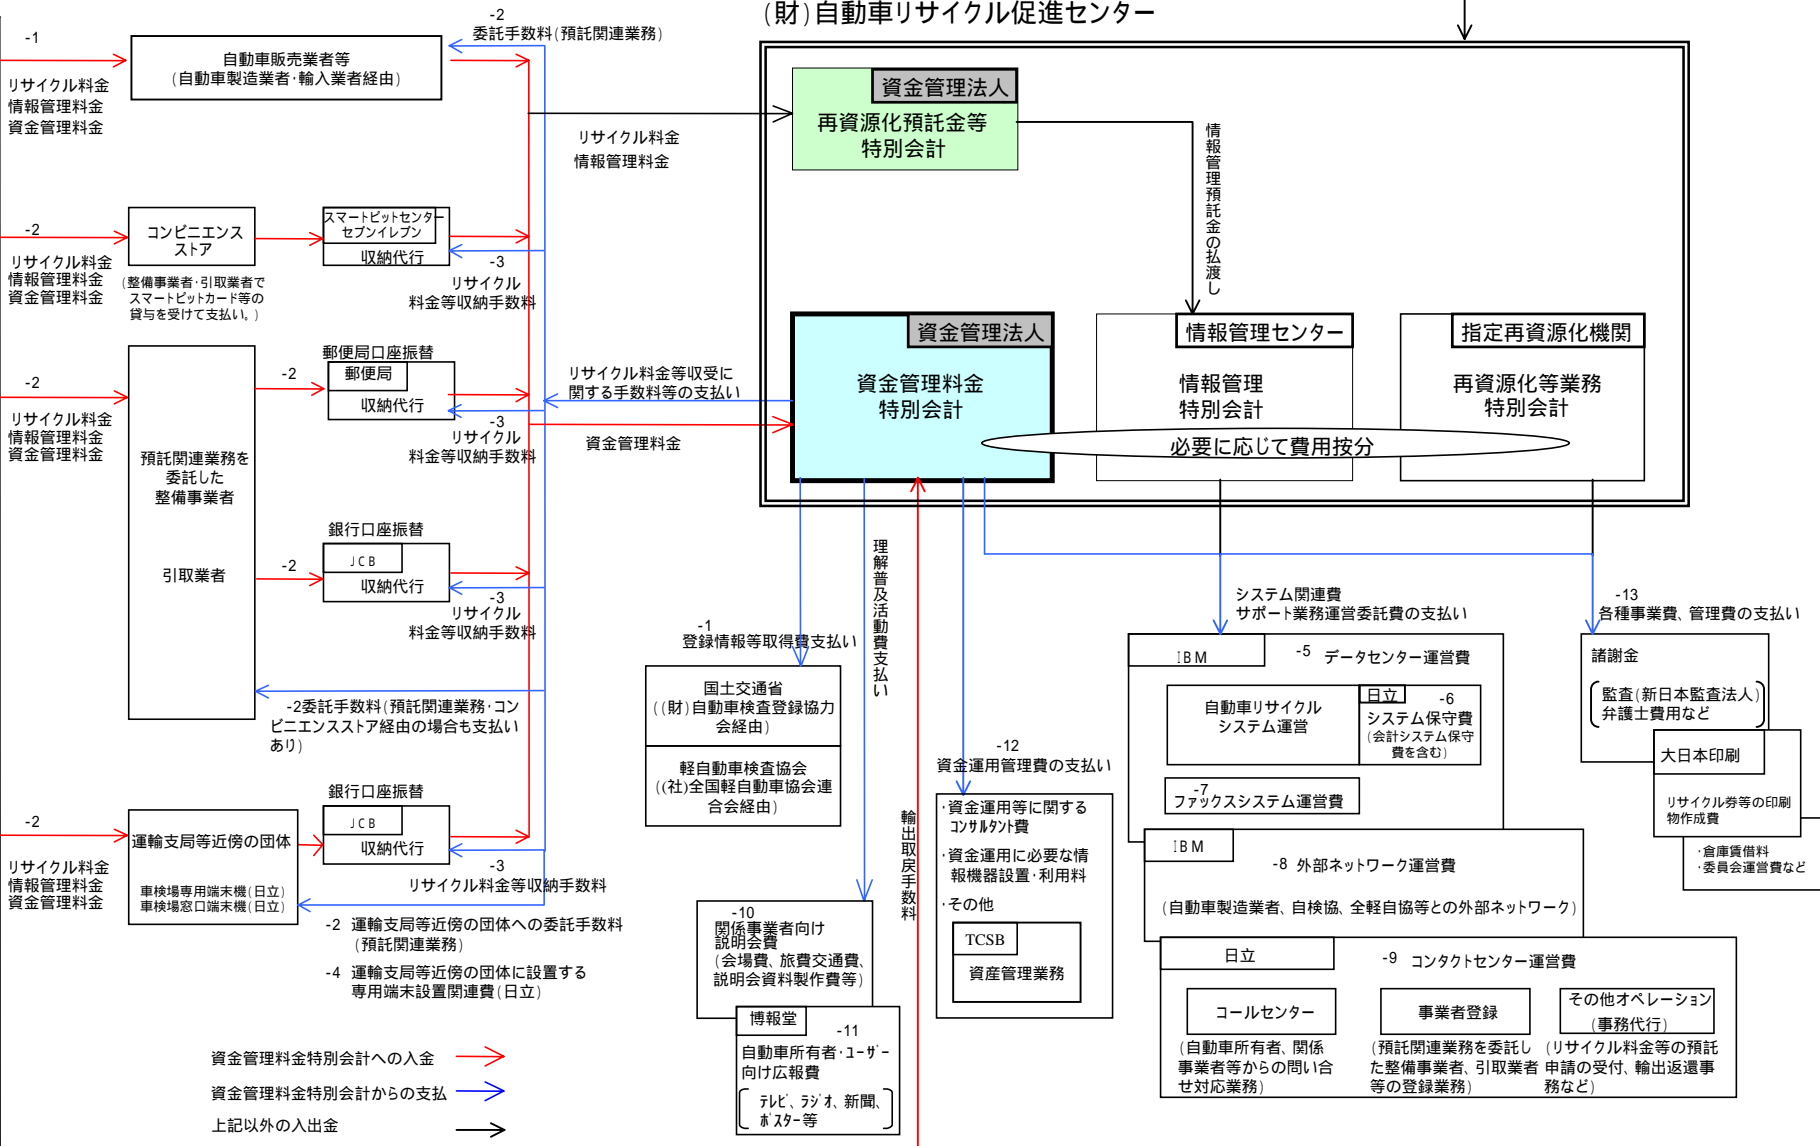 (財)自動車リサイクル促進センター
-1
リサイクル料金
情報管理料金
資金管理料金
自動車販売業者等
(自動車製造業者・輸入業者経由)
-2
委託手数料(預託関連業務)
リサイクル料金
情報管理料金
資金管理法人
再資源化預託金等
特別会計
情報管理預託金の払渡し
-2
リサイクル料金
情報管理料金
資金管理料金
コンビニエンス
ストア
(整備事業者・引取業者で
スマートピットカード等の
貸与を受けて支払い。)
スマートピットセンター
セブンイレブン
収納代行
-3
リサイクル
料金等収納手数料
-2
リサイクル料金
情報管理料金
資金管理料金
預託関連業務を
委託した
整備事業者
引取業者
-2
郵便局口座振替
郵便局
収納代行
-3
リサイクル
料金等収納手数料
-2
銀行口座振替
JCB
収納代行
-3
リサイクル
料金等収納手数料
-2委託手数料(預託関連業務・コン
ビニエンスストア経由の場合も支払い
あり)
リサイクル料金等収受に
関する手数料等の支払い
資金管理料金
資金管理法人
資金管理料金
特別会計
情報管理センター
情報管理
特別会計
指定再資源化機関
再資源化等業務
特別会計
必要に応じて費用按分
-2
リサイクル料金
情報管理料金
資金管理料金
運輸支局等近傍の団体
車検場専用端末機(日立)
車検場窓口端末機(日立)
銀行口座振替
JCB
収納代行
-3
リサイクル料金等収納手数料
-2 運輸支局等近傍の団体への委託手数料
(預託関連業務)
-4 運輸支局等近傍の団体に設置する
専用端末設置関連費(日立)
資金管理料金特別会計への入金
資金管理料金特別会計からの支払
上記以外の入出金
-1
登録情報等取得費支払い
国土交通省
((財)自動車検査登録協力
会経由)
軽自動車検査協会
((社)全国軽自動車協会連
合会経由)
理解普及活動費支払い
-10
関係事業者向け
説明会費
(会場費、旅費交通費、
説明会資料製作費等)
博報堂
-11
自動車所有者・ユーザー
向け広報費
テレビ、ラジオ、新聞、
ポスター等
輸出取戻手数料
-12
資金運用管理費の支払い
・資金運用等に関する
コンサルタント費
・資金運用に必要な情
報機器設置・利用料
・その他
TCSB
資産管理業務
システム関連費
サポート業務運営委託費の支払い
IBM
-5 データセンター運営費
自動車リサイクル
システム運営
日立
-6
システム保守費
(会計システム保守
費を含む)
-7
ファックスシステム運営費
IBM
-8 外部ネットワーク運営費
(自動車製造業者、自検協、全軽自協等との外部ネットワーク)
日立
-9 コンタクトセンター運営費
コールセンター
(自動車所有者、関係
事業者等からの問い合
せ対応業務)
事業者登録
(預託関連業務を委託し
た整備事業者、引取業者
等の登録業務)
その他オペレーション
(事務代行)
(リサイクル料金等の預託
申請の受付、輸出返還事
務など)
-13
各種事業費、管理費の支払い
諸謝金
監査(新日本監査法人)
弁護士費用など
大日本印刷
リサイクル券等の印刷
物作成費
・倉庫賃借料
・委員会運営費など